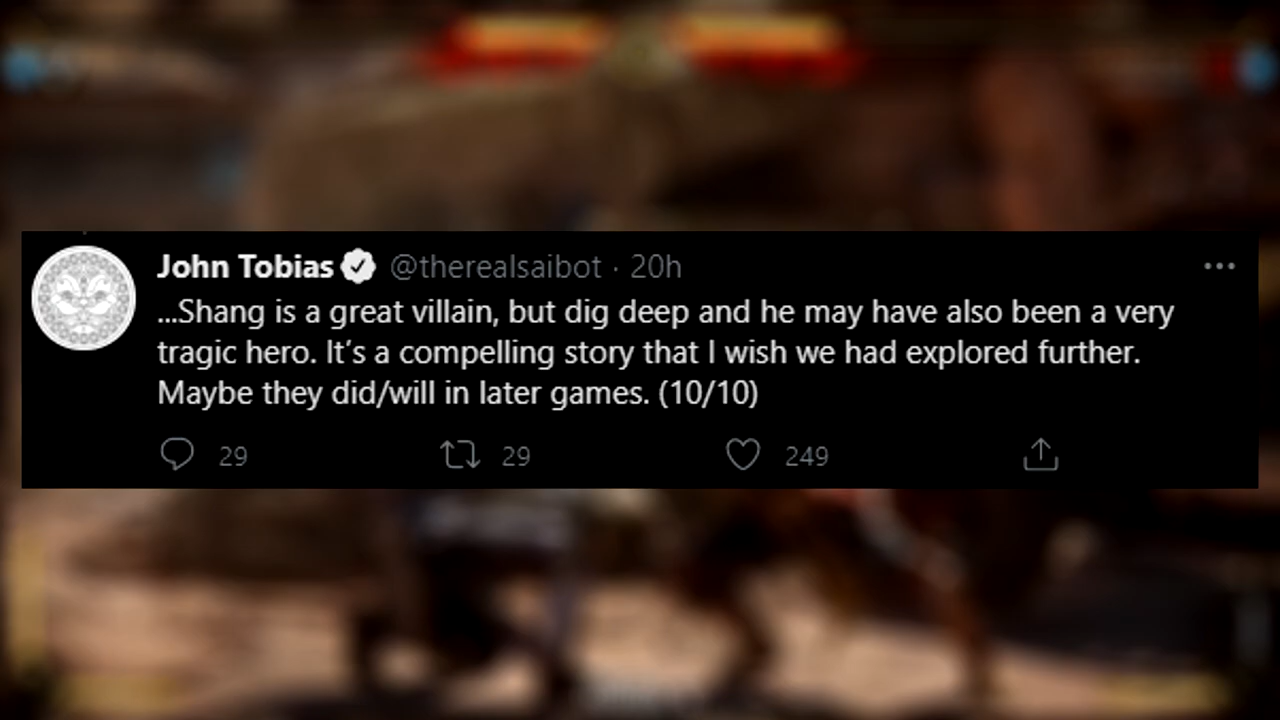 John Tobias @therealsaibot · 20h
...Shang is a great villain, but dig deep and he may have also been a very
tragic hero. It's a compelling story that I wish we had explored further.
Maybe they did/will in later games. (10/10)
29 29 249